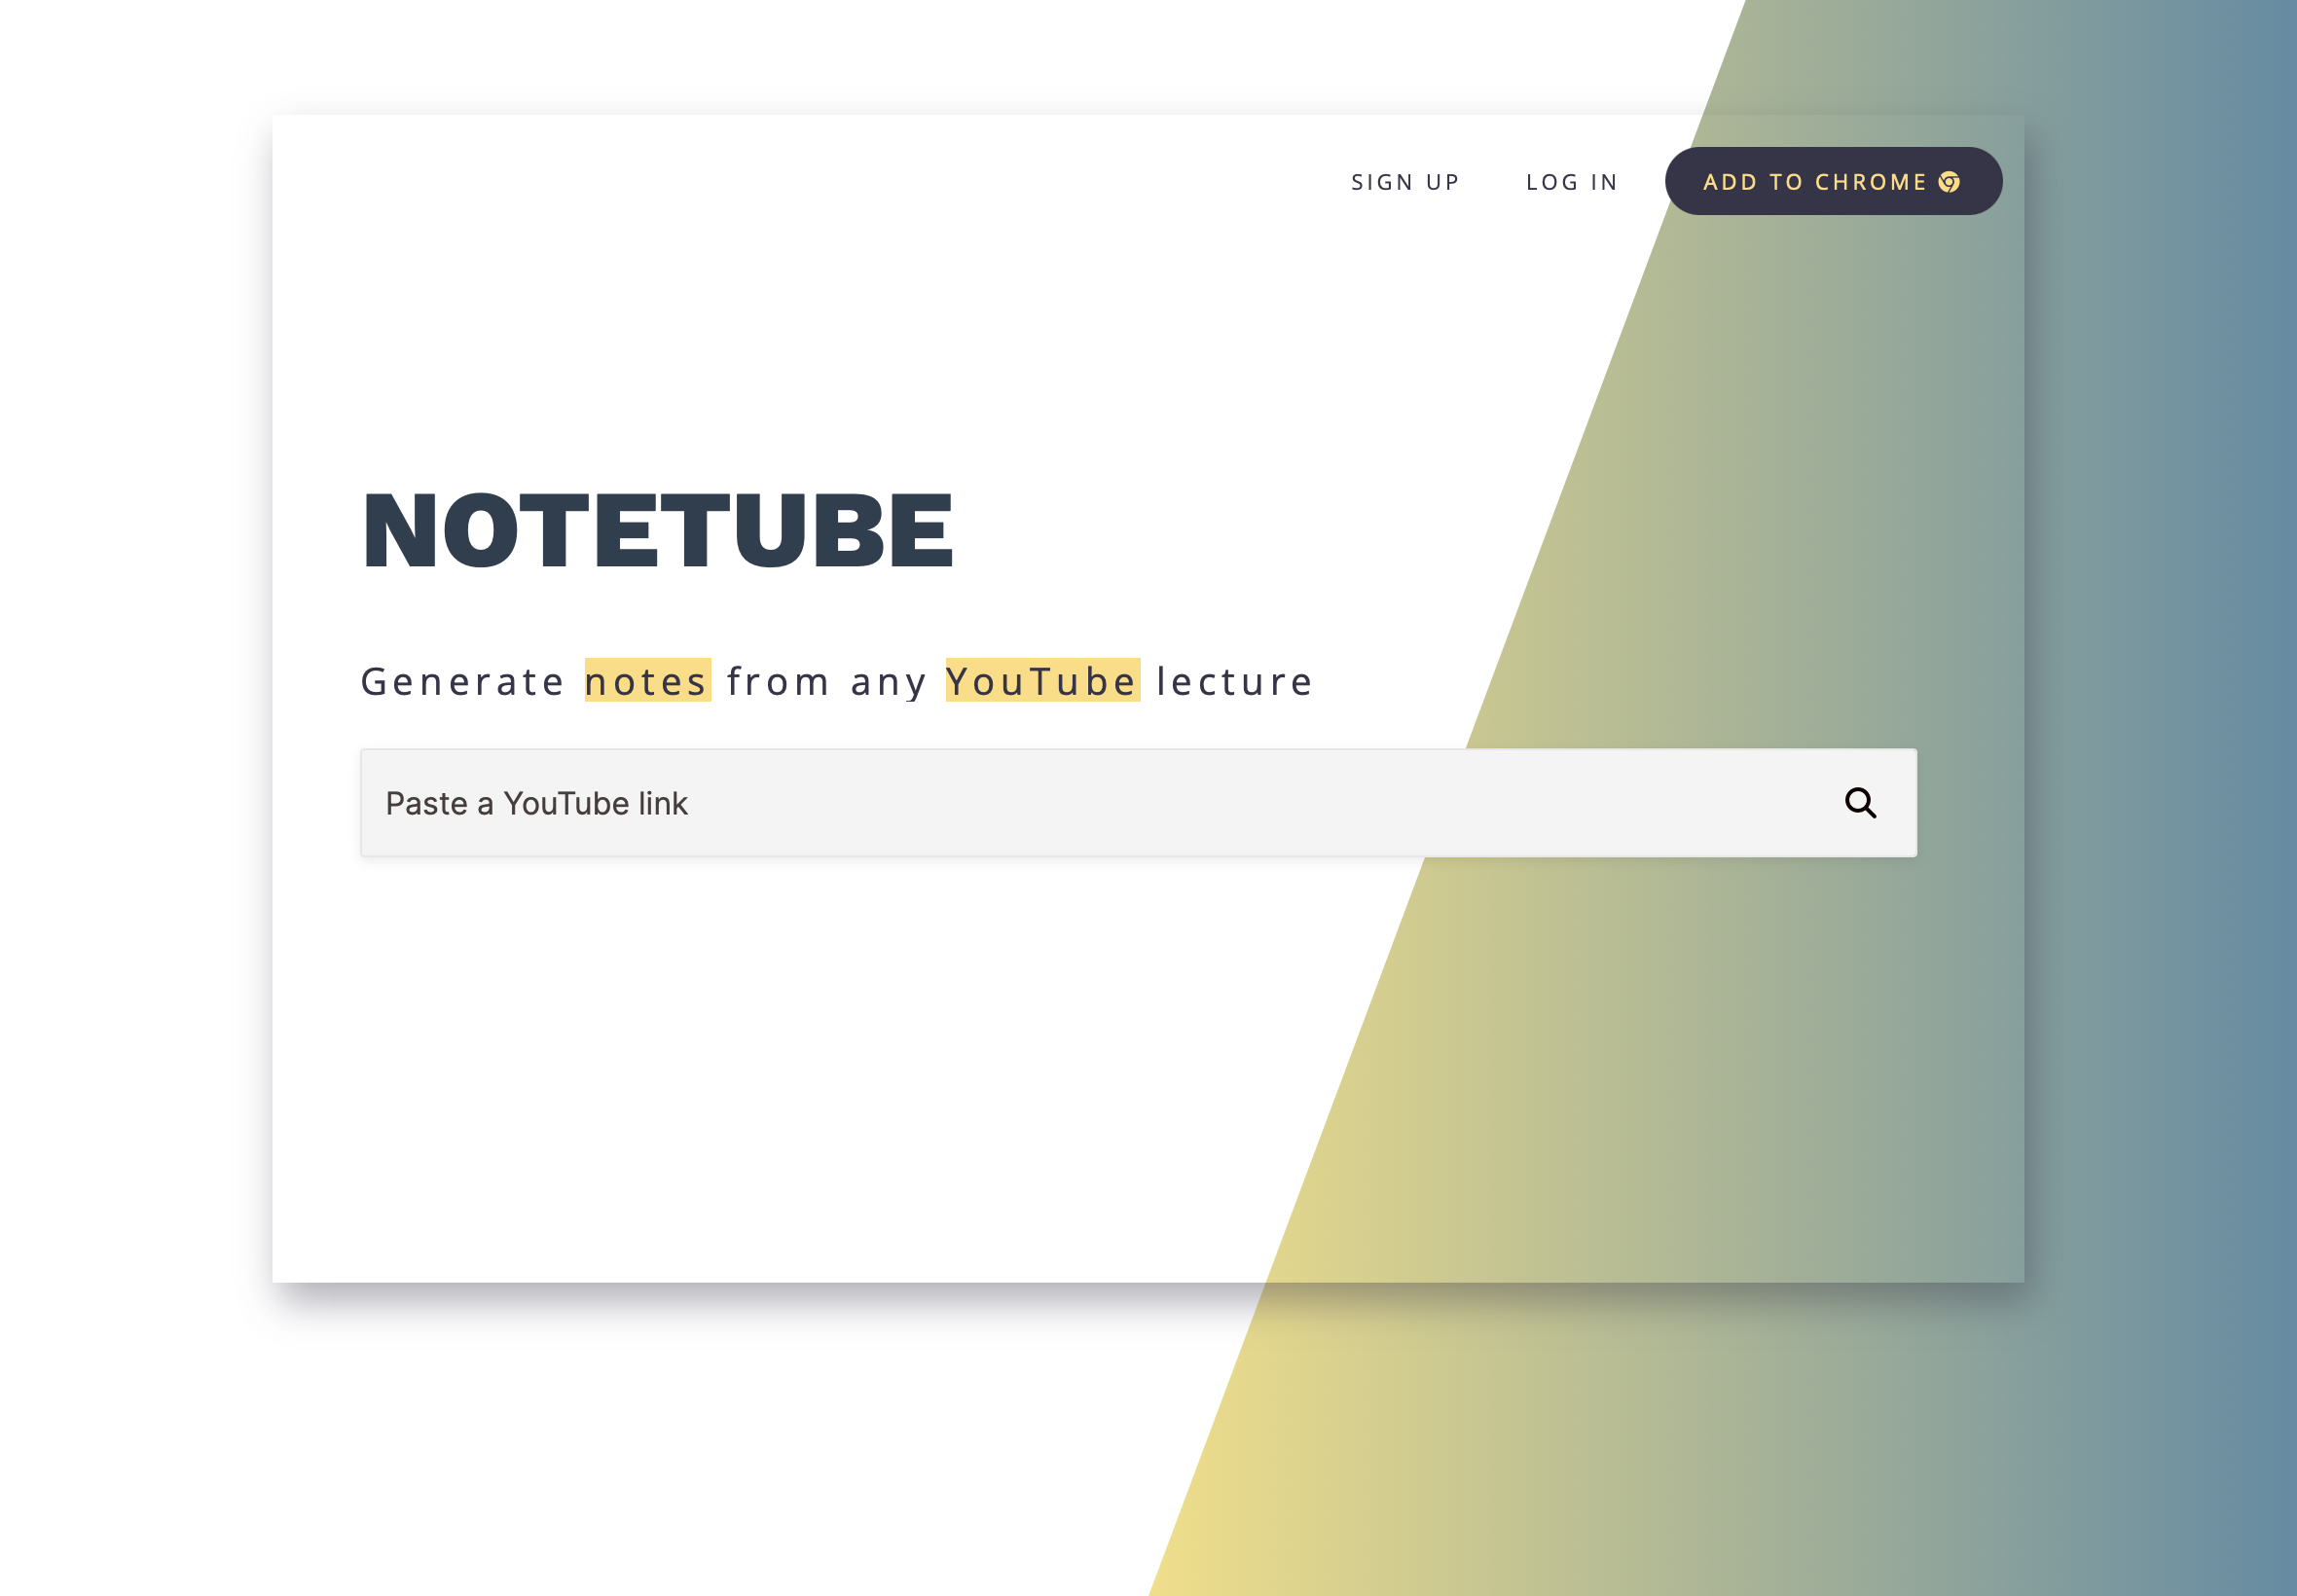 SIGN UP LOG IN ADD TO CHROME
NOTETUBE
Generate notes from any YouTube lecture
Paste a YouTube link